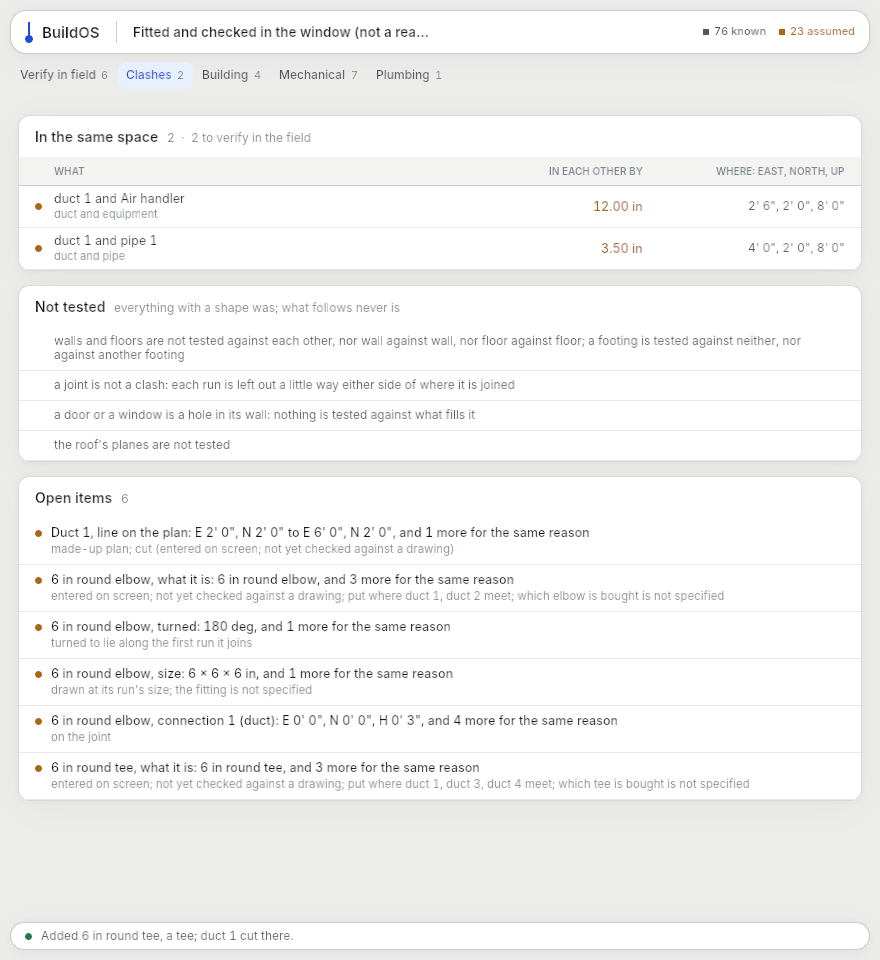 BuildOS
Fitted and checked in the window (not a rea...
76 known
23 assumed
Verify in field 6
Clashes 2
Building 4
Mechanical 7
Plumbing 1
In the same space 2 · 2 to verify in the field
WHAT
IN EACH OTHER BY
WHERE: EAST, NORTH, UP
duct 1 and Air handler
duct and equipment
12.00 in
2' 6", 2' 0", 8' 0"
duct 1 and pipe 1
duct and pipe
3.50 in
4' 0", 2' 0", 8' 0"
Not tested everything with a shape was; what follows never is
walls and floors are not tested against each other, nor wall against wall, nor floor against floor; a footing is tested against neither, nor
against another footing
a joint is not a clash: each run is left out a little way either side of where it is joined
a door or a window is a hole in its wall: nothing is tested against what fills it
the roof's planes are not tested
Open items 6
Duct 1, line on the plan: E 2' 0", N 2' 0" to E 6' 0", N 2' 0", and 1 more for the same reason
made-up plan; cut (entered on screen; not yet checked against a drawing)
6 in round elbow, what it is: 6 in round elbow, and 3 more for the same reason
entered on screen; not yet checked against a drawing; put where duct 1, duct 2 meet; which elbow is bought is not specified
6 in round elbow, turned: 180 deg, and 1 more for the same reason
turned to lie along the first run it joins
6 in round elbow, size: 6 × 6 × 6 in, and 1 more for the same reason
drawn at its run's size; the fitting is not specified
6 in round elbow, connection 1 (duct): E 0' 0", N 0' 0", H 0' 3", and 4 more for the same reason
on the joint
6 in round tee, what it is: 6 in round tee, and 3 more for the same reason
entered on screen; not yet checked against a drawing; put where duct 1, duct 3, duct 4 meet; which tee is bought is not specified
Added 6 in round tee, a tee; duct 1 cut there.